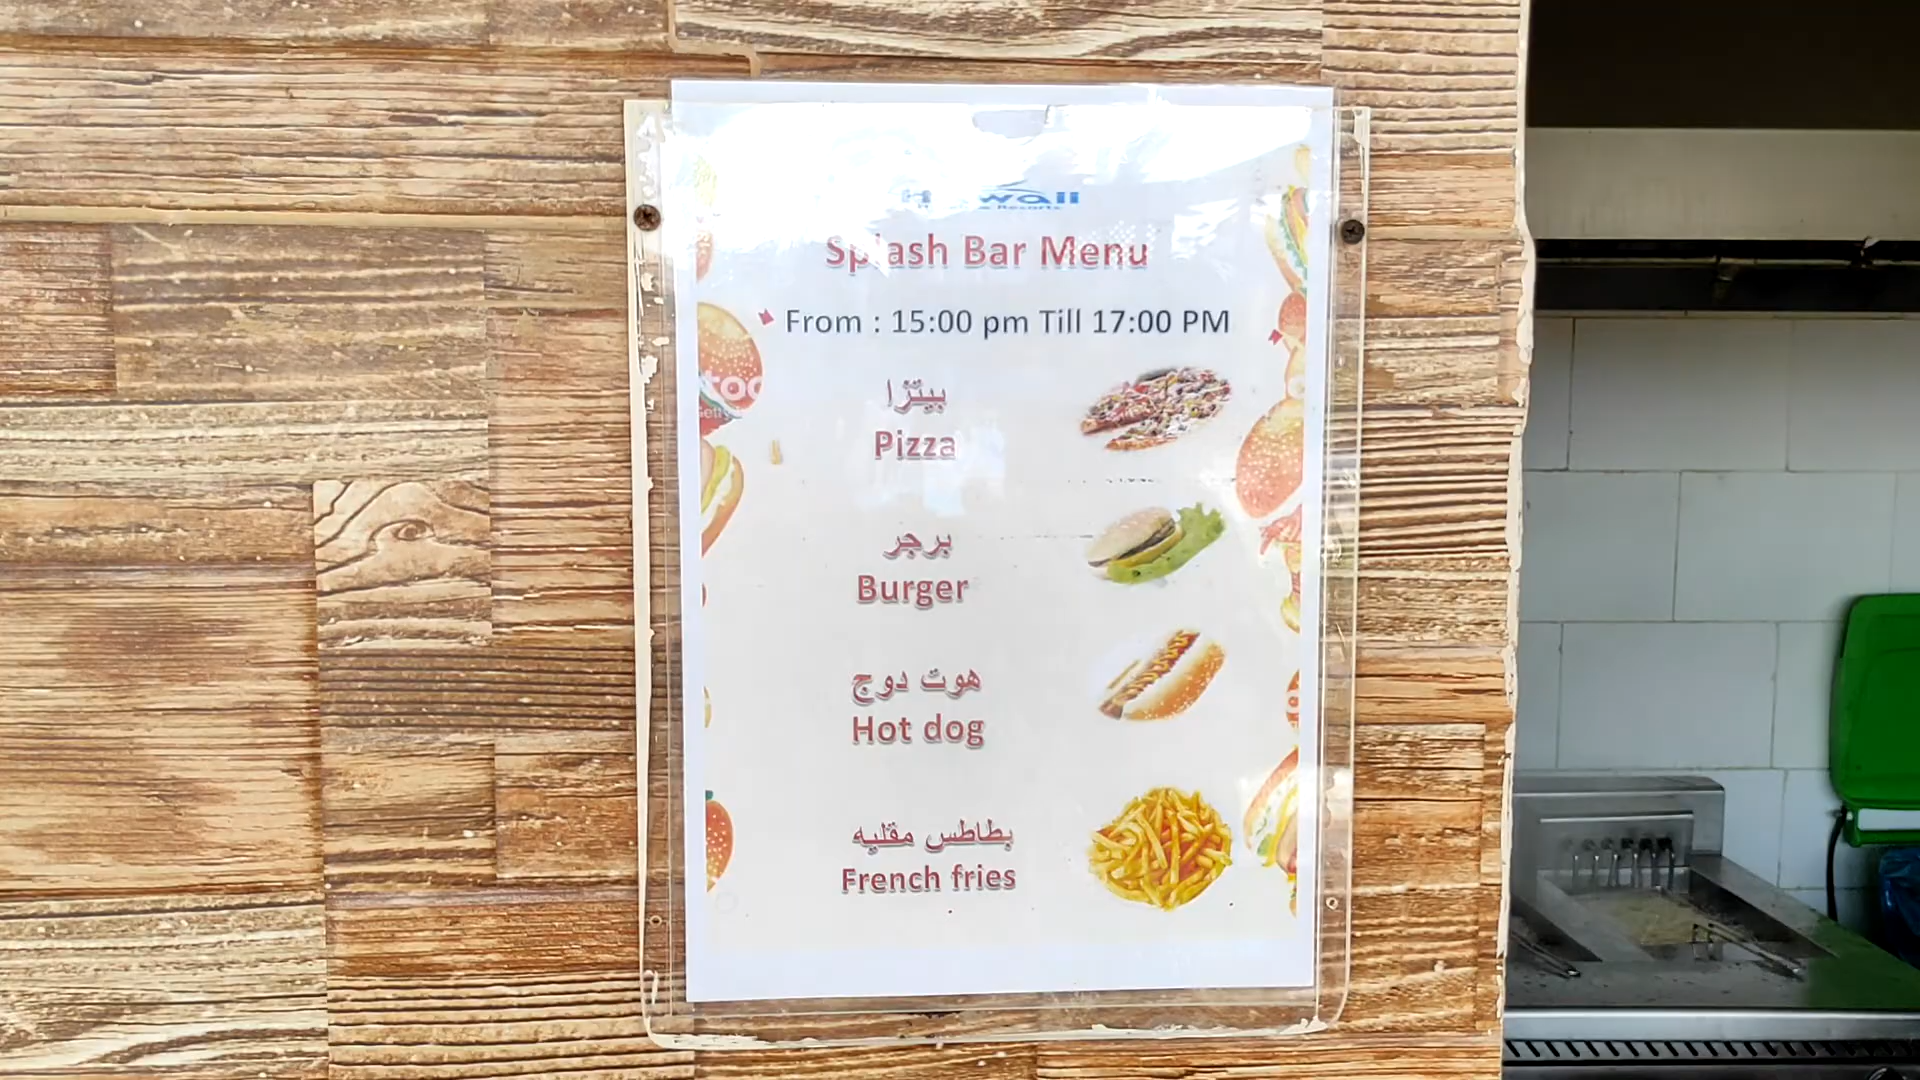 Splash Bar Menu
From : 15:00 pm Till 17:00 PM
بيتزا
Pizza
برجر
Burger
هوت دوج
Hot dog
بطاطس مقليه
French fries